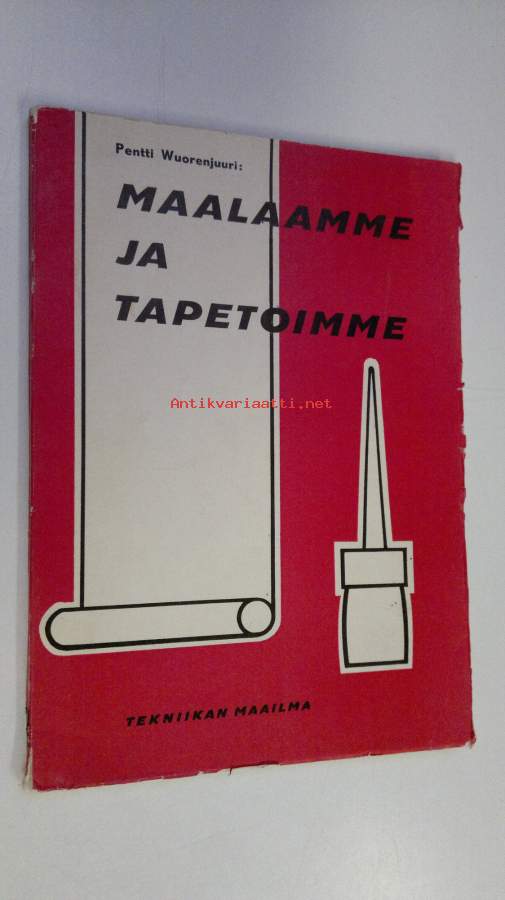 Pentti Wuorenjuuri:
MAALAAMME
JA
TAPETOIMME
Antikvariaatti.net
TEKNIIKAN MAAILMA